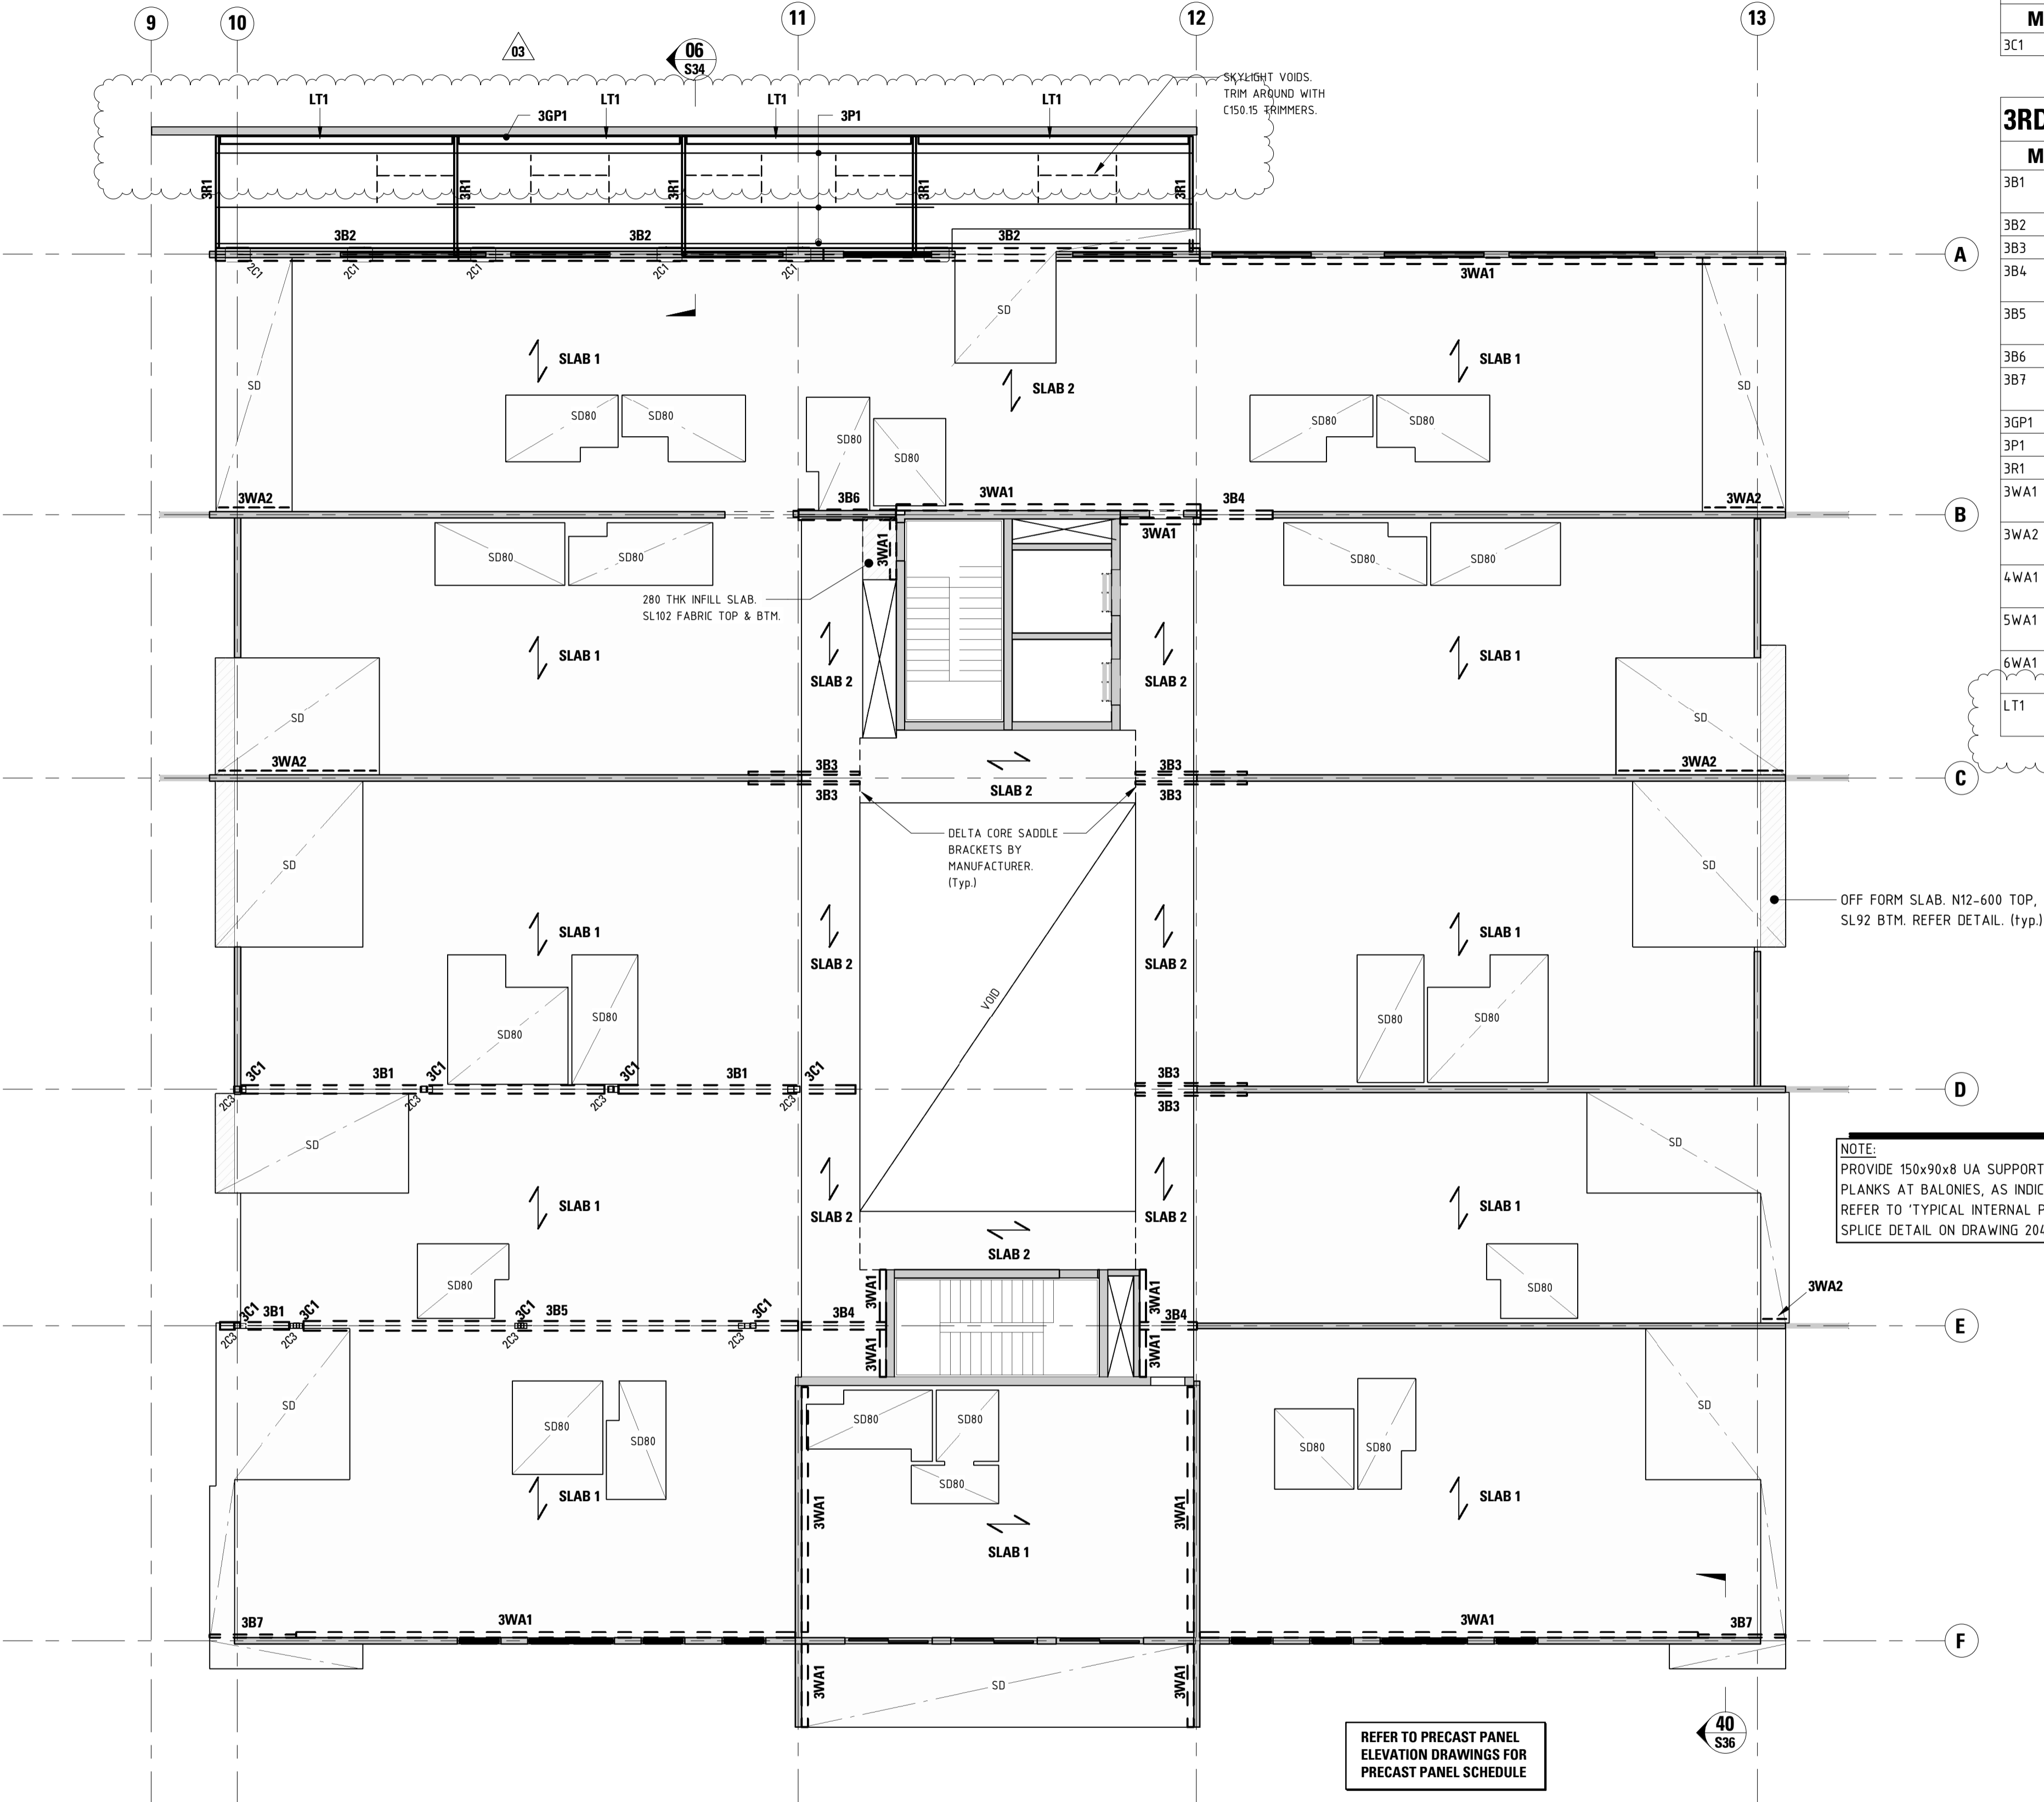 9
10
11
12
13
03
06
S34
SKYLIGHT VOIDS.
TRIM AROUND WITH
C150.15 TRIMMERS.
LT1
LT1
LT1
LT1
3GP1
3P1
3R1
3R1
3R1
3R1
3R1
3B2
3B2
3B2
2C1
2C1
2C1
2C1
2C1
3WA1
A
SD
SD
SD
SLAB 1
SLAB 2
SLAB 1
SD80
SD80
SD80
SD80
SD80
SD80
3WA2
3B6
3WA1
3B4
3WA2
B
3WA1
3WA1
SD80
SD80
SD80
SD80
280 THK INFILL SLAB.
SL102 FABRIC TOP & BTM.
SLAB 1
SLAB 2
SLAB 2
SLAB 1
SD
SD
3WA2
3B3
3B3
3WA2
C
3B3
SLAB 2
3B3
DELTA CORE SADDLE
BRACKETS BY
MANUFACTURER.
(Typ.)
SD
SD
OFF FORM SLAB. N12-600 TOP,
SL92 BTM. REFER DETAIL. (typ.)
SLAB 1
SLAB 2
SLAB 2
SLAB 1
VOID
SD80
SD80
SD80
SD80
3C1
3B1
3C1
3C1
3B1
3C1
3B3
D
2C3
2C3
2C3
2C3
3B3
SD
SD
NOTE:
PROVIDE 150x90x8 UA SUPPORT
PLANKS AT BALONIES, AS INDIC
REFER TO 'TYPICAL INTERNAL P
SPLICE DETAIL ON DRAWING 204
SLAB 1
SLAB 2
SLAB 2
SLAB 1
SLAB 2
SD80
SD80
3WA2
3C1
3B1
3C1
3C1
3B5
3C1
3B4
3WA1
3WA1
3B4
E
2C3
2C3
2C3
2C3
3WA1
3WA1
SD
SD
SD80
SD80
SD80
SD80
SD80
SD80
SD80
SLAB 1
3WA1
SLAB 1
3WA1
SLAB 1
3B7
3WA1
3WA1
3B7
F
3WA1
SD
3WA1
REFER TO PRECAST PANEL
ELEVATION DRAWINGS FOR
PRECAST PANEL SCHEDULE
40
S36
M
3C1
3RD
M
3B1
3B2
3B3
3B4
3B5
3B6
3B7
3GP1
3P1
3R1
3WA1
3WA2
4WA1
5WA1
6WA1
LT1